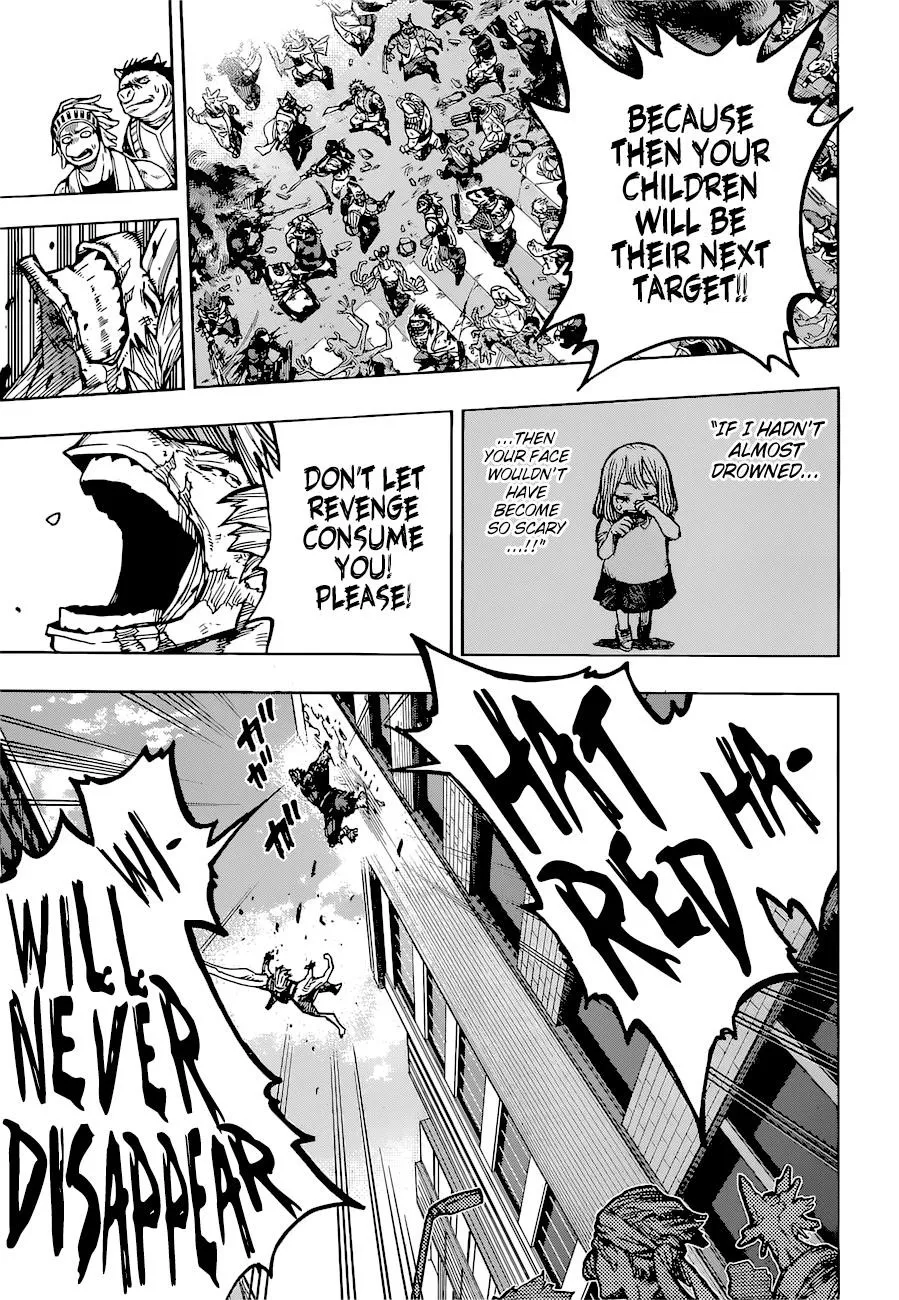 BECAUSE
THEN YOUR
CHILDREN
WILL BE
THEIR NEXT
TARGET!!
"IF I HADN'T
ALMOST
DROWNED...
...THEN
YOUR FACE
WOULDN'T
HAVE
BECOME
SO SCARY
...!!"
DON'T LET
REVENGE
CONSUME
YOU!
PLEASE!
HA-
HAT
RED
ガガガ
WI-
WILL
NEVER
DISAPPEAR